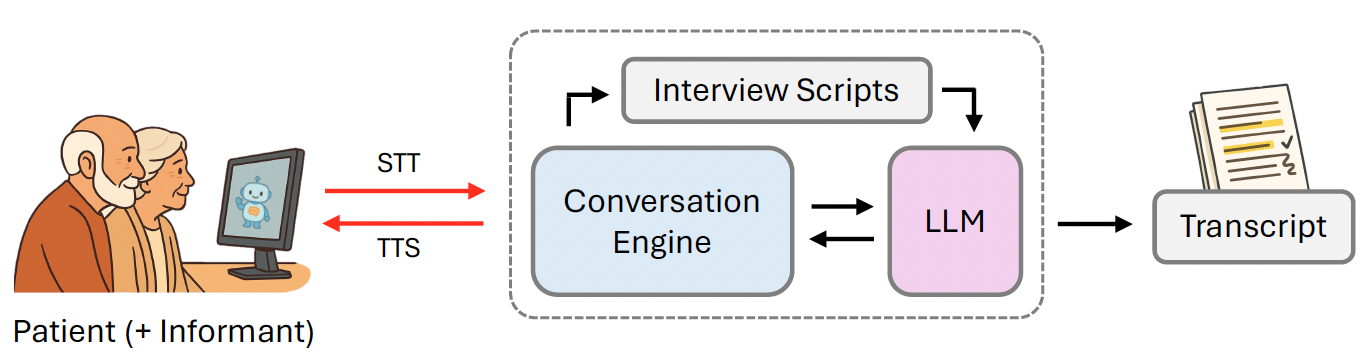 Interview Scripts
STT
TTS
Conversation
Engine
LLM
Transcript
Patient (+ Informant)